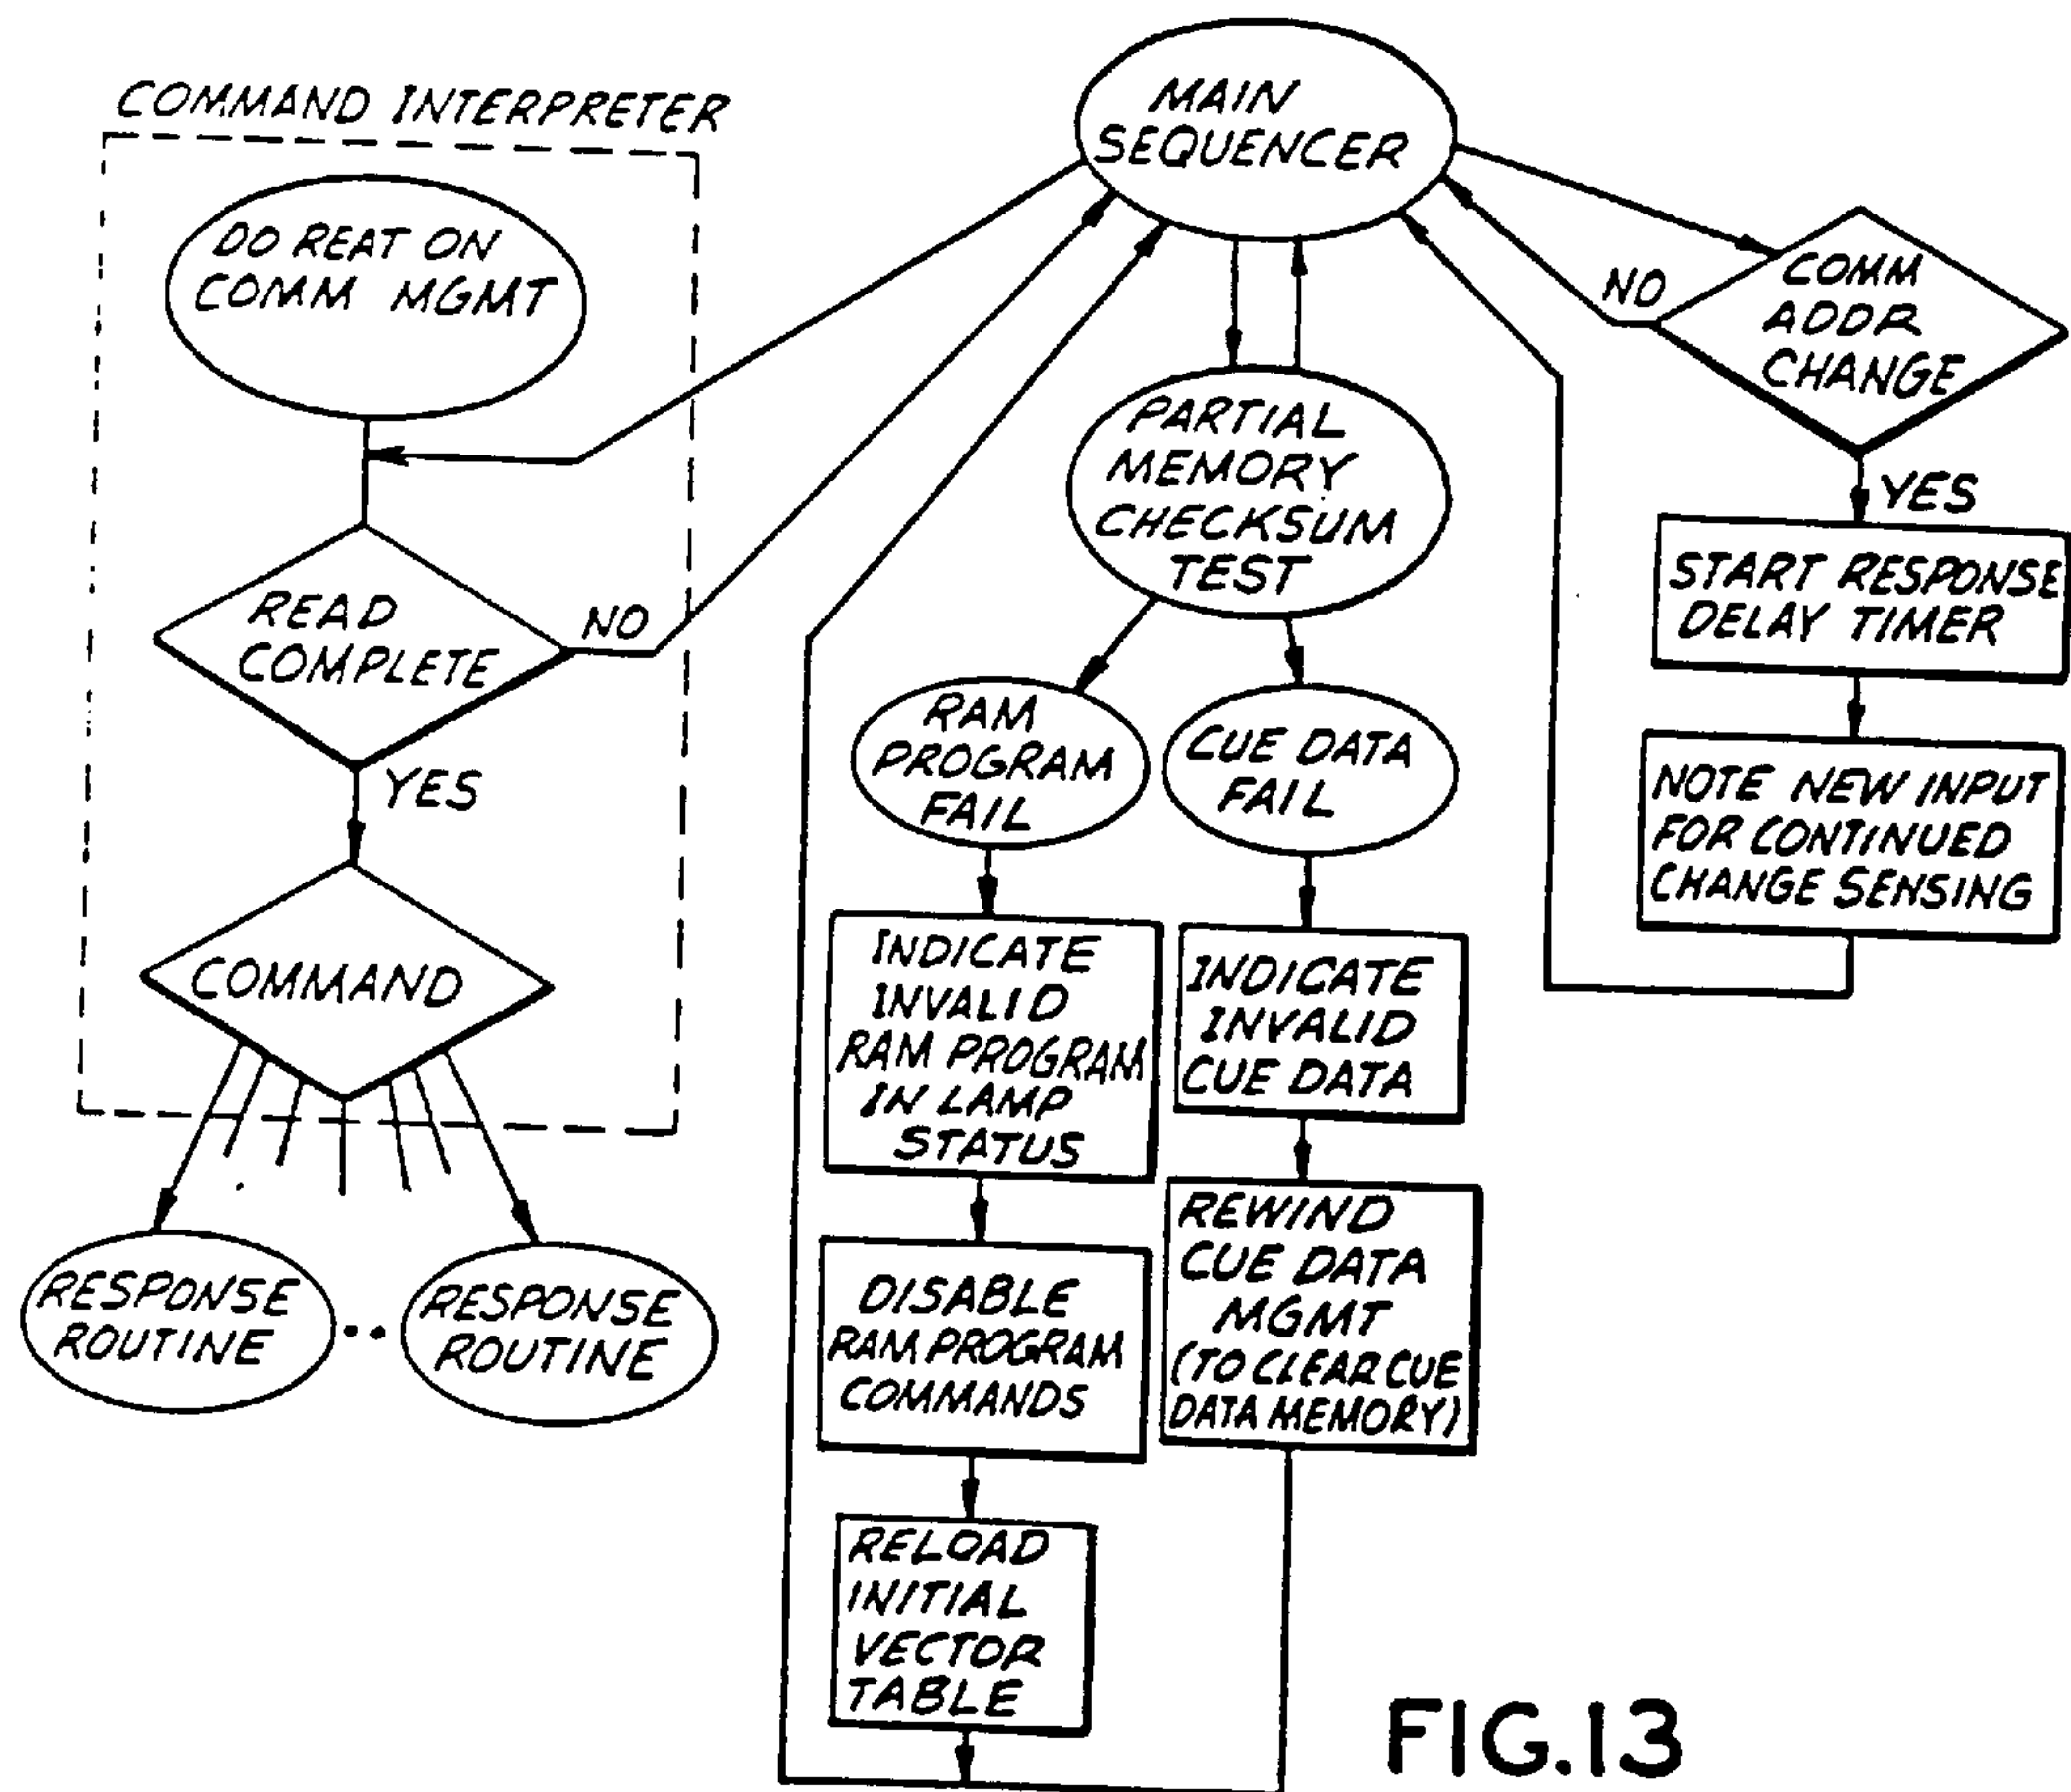 COMMAND INTERPRETER
DO REAT ON
COMM MGMT
READ
COMPLETE
NO
YES
COMMAND
RESPONSE
ROUTINE
RESPONSE
ROUTINE
MAIN
SEQUENCER
PARTIAL
MEMORY
CHECKSUM
TEST
RAM
PROGRAM
FAIL
INDICATE
INVALID
RAM PROGRAM
IN LAMP
STATUS
DISABLE
RAM PROGRAM
COMMANDS
RELOAD
INITIAL
VECTOR
TABLE
CUE DATA
FAIL
INDICATE
INVALID
CUE DATA
REWIND
CUE DATA
MGMT
(TO CLEAR CUE
DATA MEMORY)
COMM
ADDR
CHANGE
NO
YES
START RESPONSE
DELAY TIMER
NOTE NEW INPUT
FOR CONTINUED
CHANGE SENSING
FIG.13